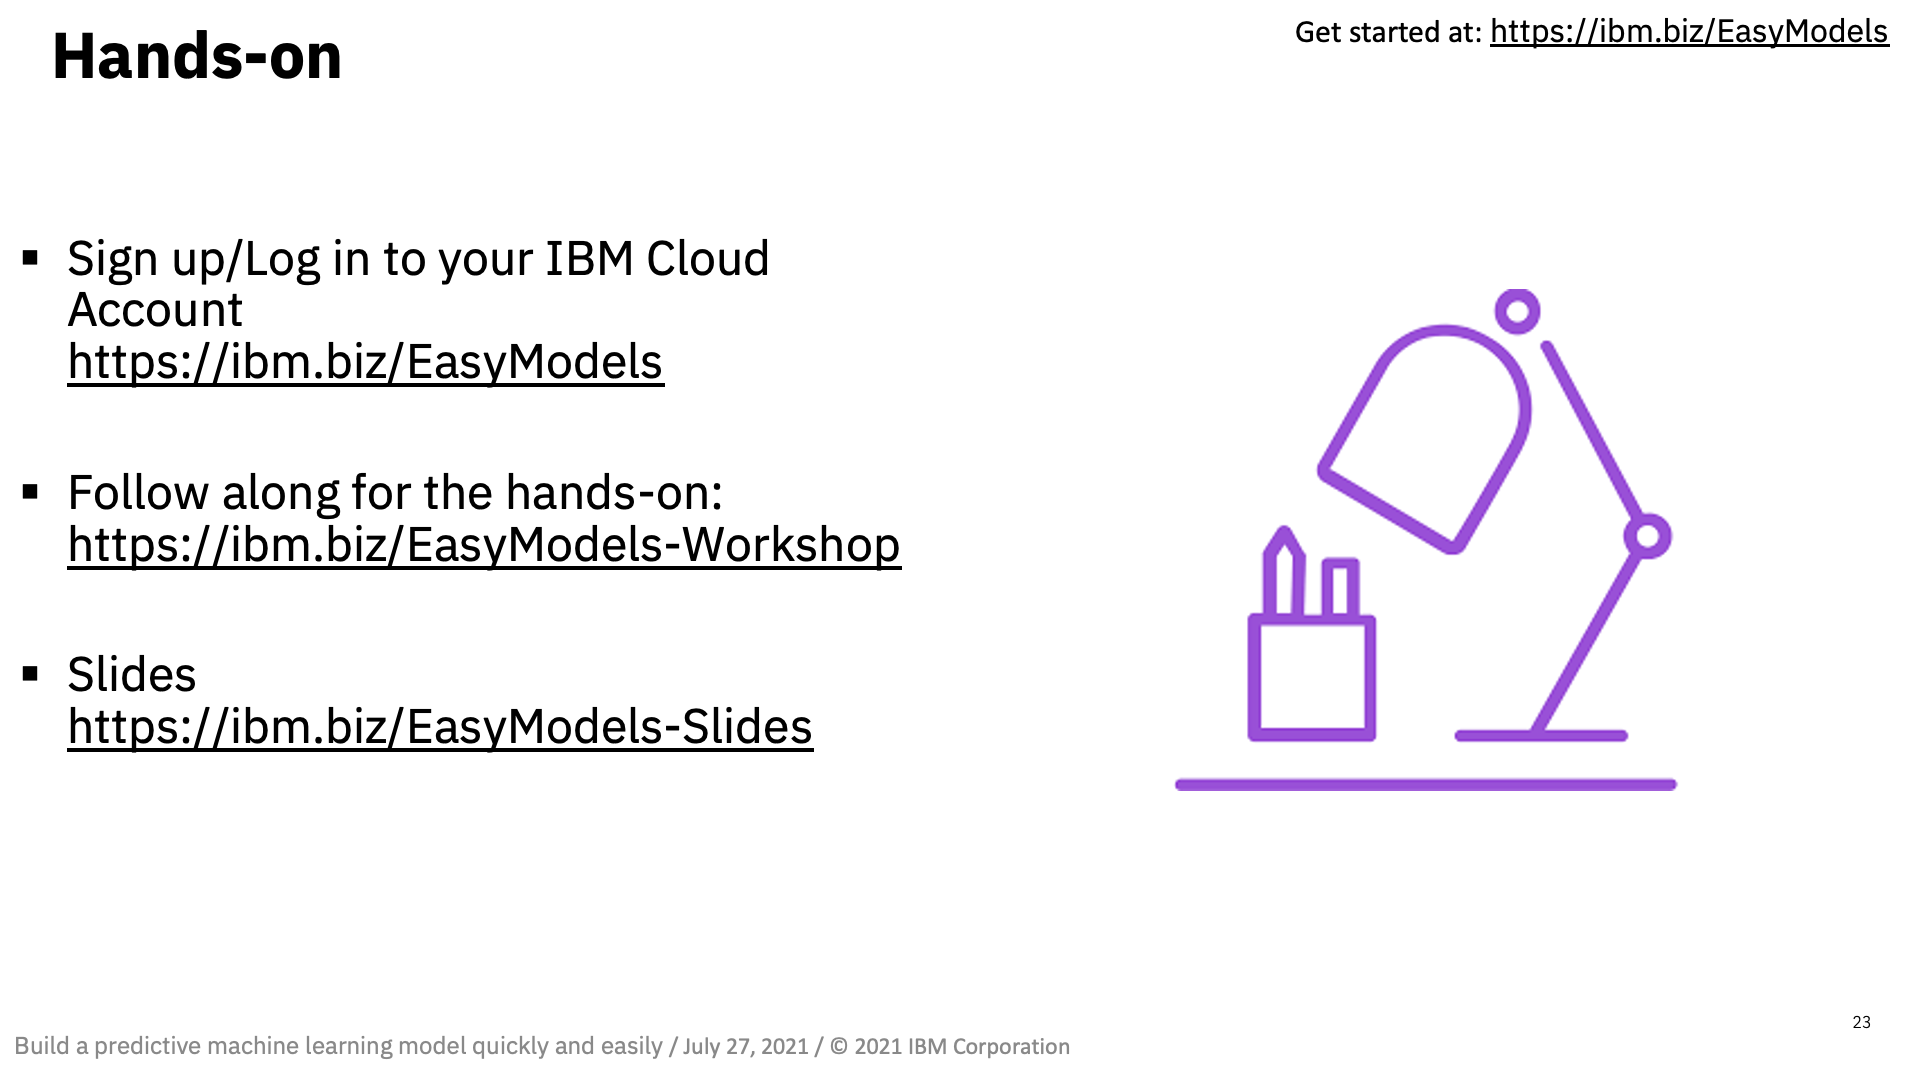 Hands-on
Get started at: https://ibm.biz/EasyModels
▪ Sign up/Log in to your IBM Cloud
Account
https://ibm.biz/EasyModels
▪ Follow along for the hands-on:
https://ibm.biz/EasyModels-Workshop
▪ Slides
https://ibm.biz/EasyModels-Slides
23
Build a predictive machine learning model quickly and easily / July 27, 2021 / © 2021 IBM Corporation